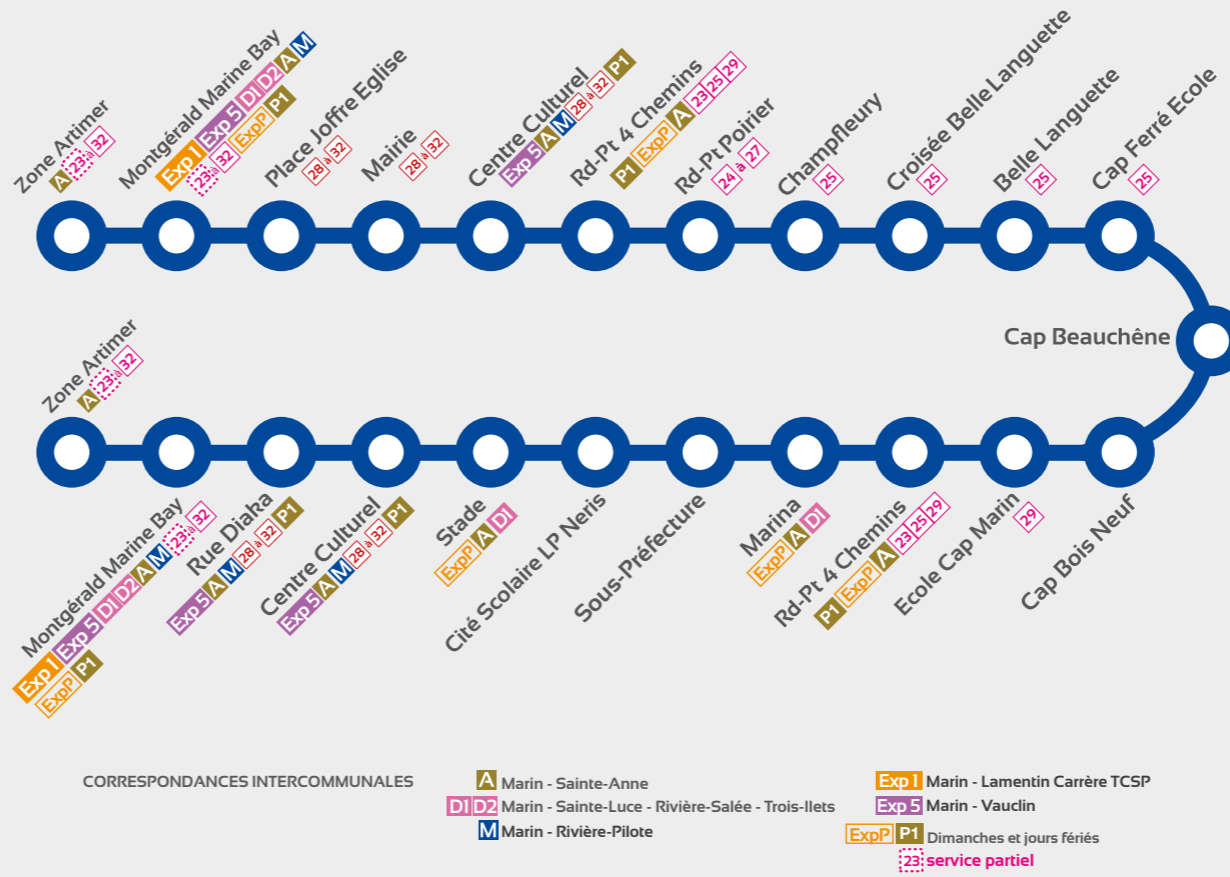 Zone Artimer
A 23 à 32
Montgérald Marine Bay
Exp 1 Exp 5 D1 D2 A M
23 à 32 ExpP P1
Place Joffre Eglise
28 à 32
Mairie
28 à 32
Centre Culturel
Exp 5 A M 28 à 32 P1
Rd-Pt 4 Chemins
P1 ExpP A 23 25 29
Rd-Pt Poirier
24 à 27
Champfleury
25
Croisée Belle Languette
25
Belle Languette
25
Cap Ferré Ecole
25
Cap Beauchêne
Zone Artimer
A 23 à 32
Montgérald Marine Bay
Exp 1 Exp 5 D1 D2 A M 23 à 32
ExpP P1
Rue Diaka
Exp 5 A M 28 à 32 P1
Centre Culturel
Exp 5 A M 28 à 32 P1
Stade
ExpP A D1
Cité Scolaire LP Neris
Sous-Préfecture
Marina
ExpP A D1
Rd-Pt 4 Chemins
P1 ExpP A 23 25 29
Ecole Cap Marin
29
Cap Bois Neuf
CORRESPONDANCES INTERCOMMUNALES
A Marin - Sainte-Anne
D1 D2 Marin - Sainte-Luce - Rivière-Salée - Trois-Ilets
M Marin - Rivière-Pilote
Exp 1 Marin - Lamentin Carrère TCSP
Exp 5 Marin - Vauclin
ExpP P1 Dimanches et jours fériés
23 service partiel